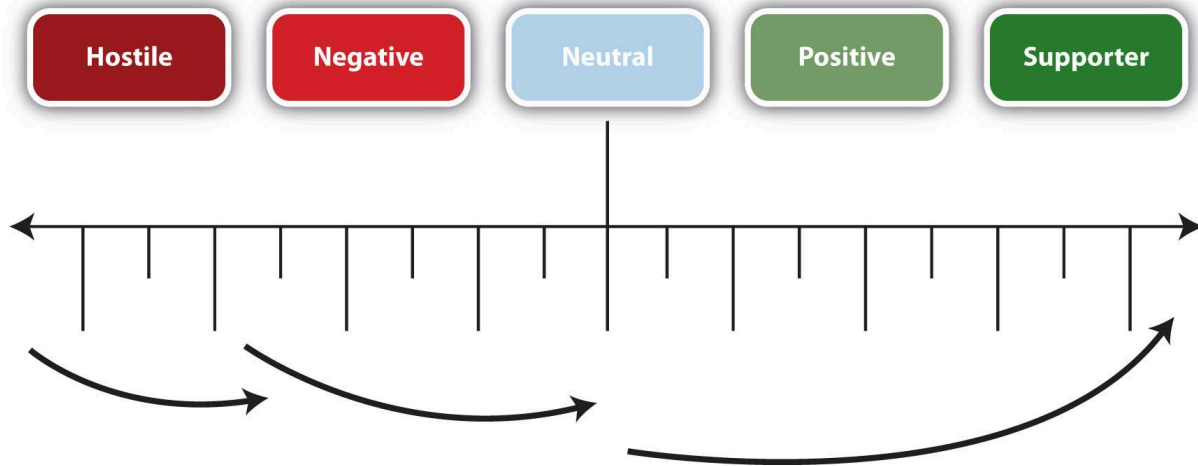 Hostile
Negative
Neutral
Positive
Supporter